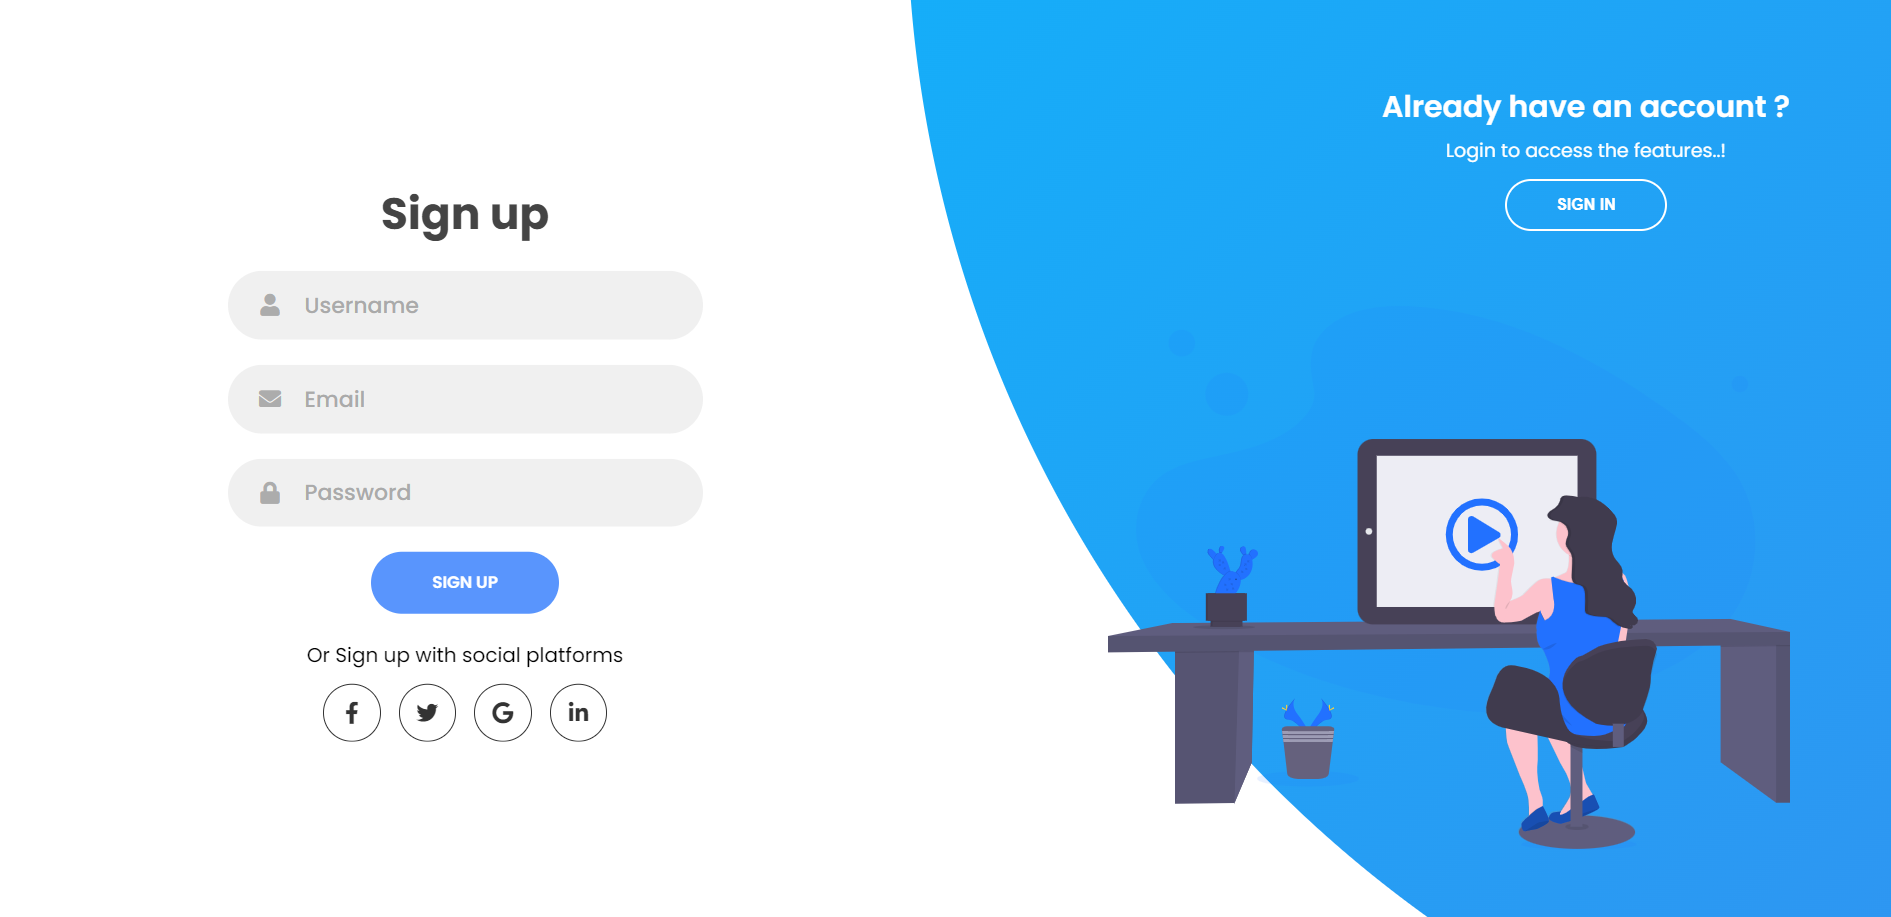 Sign up
Username
Email
Password
SIGN UP
Or Sign up with social platforms
Already have an account ?
Login to access the features..!
SIGN IN